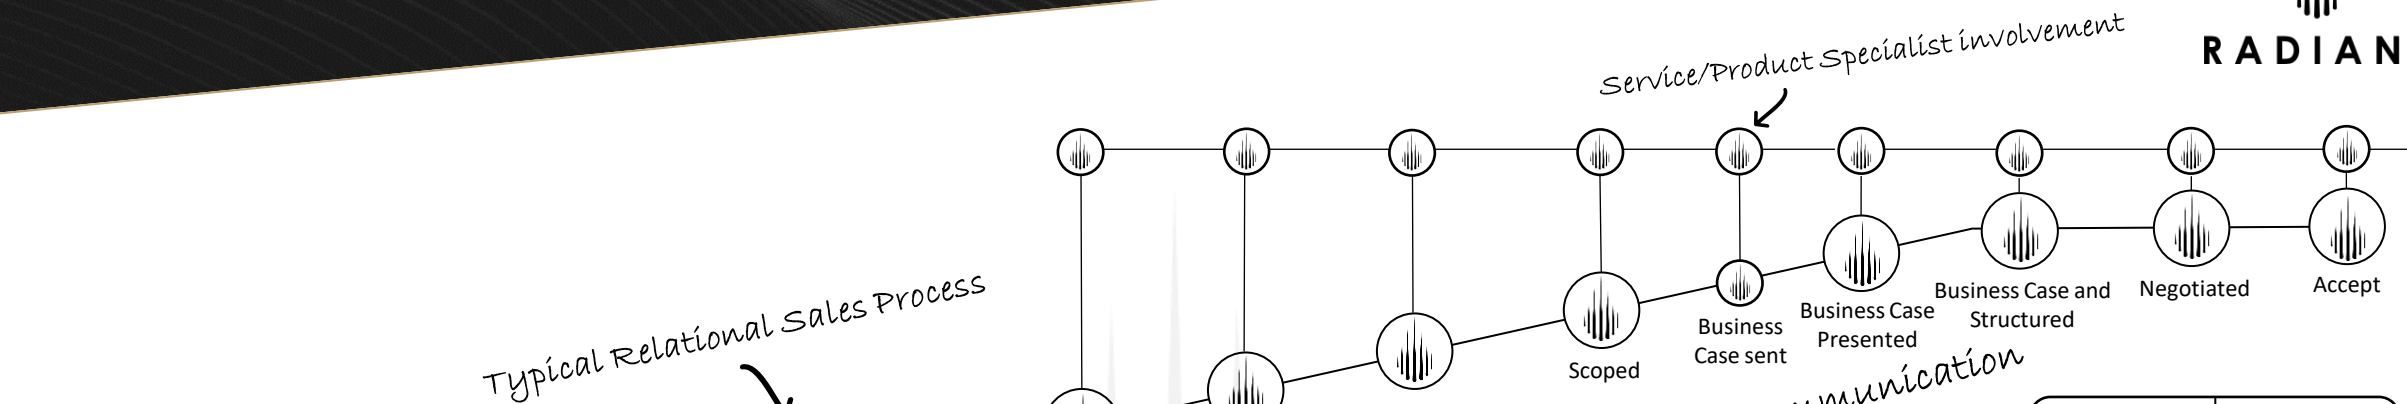 Service/Product Specialist involvement
RADIAN
Typical Relational Sales Process
Scoped
Business
Case sent
Business Case
Presented
Business Case and
Structured
Negotiated
Accept
munication